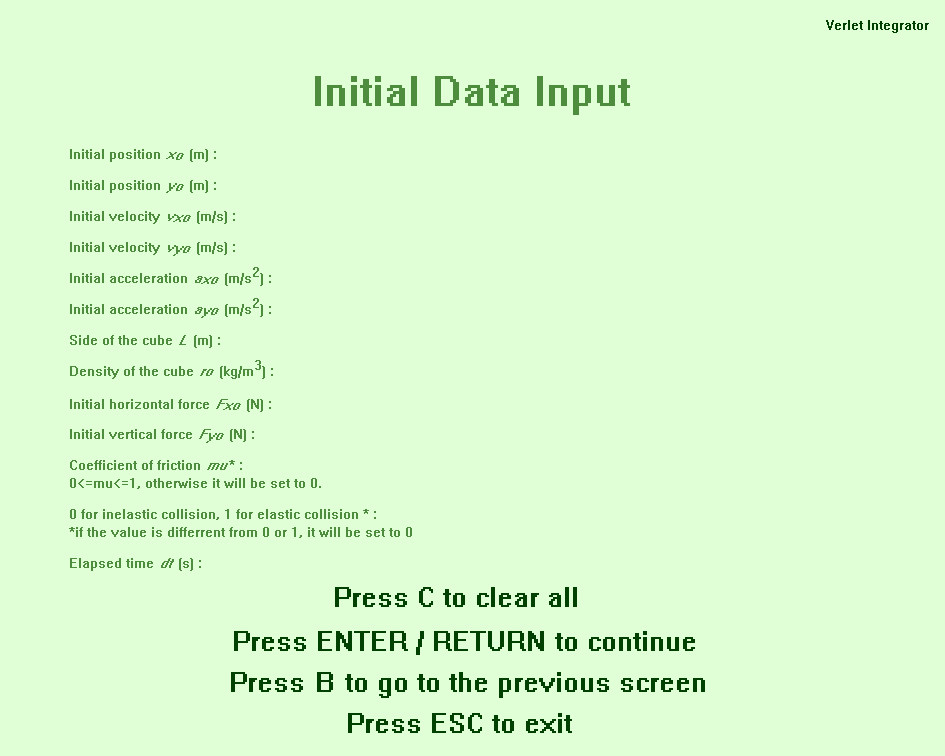 Verlet Integrator
Initial Data Input
Initial position x0 (m) :
Initial position y0 (m) :
Initial velocity vx0 (m/s) :
Initial velocity vy0 (m/s) :
Initial acceleration ax0 (m/s²) :
Initial acceleration ay0 (m/s²) :
Side of the cube L (m) :
Density of the cube ro (kg/m³) :
Initial horizontal force Fx0 (N) :
Initial vertical force Fy0 (N) :
Coefficient of friction mu* :
0<=mu<=1, otherwise it will be set to 0.
0 for inelastic collision, 1 for elastic collision * :
*if the value is differrent from 0 or 1, it will be set to 0
Elapsed time dt (s) :
Press C to clear all
Press ENTER / RETURN to continue
Press B to go to the previous screen
Press ESC to exit